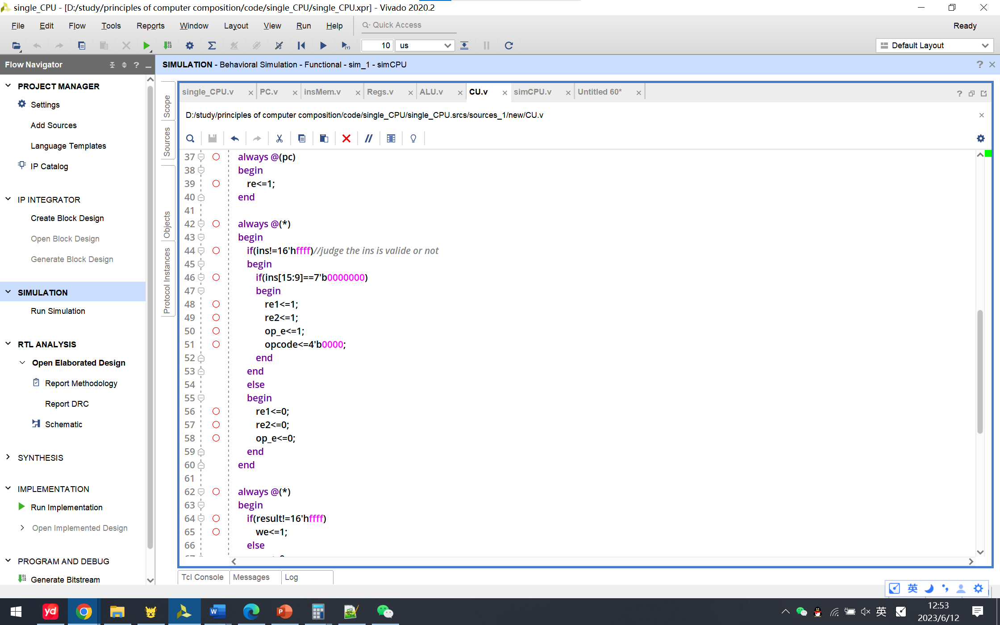 single_CPU - [D:/study/principles of computer composition/code/single_CPU/single_CPU.xpr] - Vivado 2020.2
File Edit Flow Tools Reports Window Layout View Run Help Quick Access Ready
10 us Default Layout
Flow Navigator
SIMULATION - Behavioral Simulation - Functional - sim_1 - simCPU
PROJECT MANAGER
Settings
Add Sources
Language Templates
IP Catalog
IP INTEGRATOR
Create Block Design
Open Block Design
Generate Block Design
SIMULATION
Run Simulation
RTL ANALYSIS
Open Elaborated Design
Report Methodology
Report DRC
Schematic
SYNTHESIS
IMPLEMENTATION
Run Implementation
Open Implemented Design
PROGRAM AND DEBUG
Generate Bitstream
Scope
Sources
Objects
Protocol Instances
single_CPU.v PC.v insMem.v Regs.v ALU.v CU.v simCPU.v Untitled 60*
D:/study/principles of computer composition/code/single_CPU/single_CPU.srcs/sources_1/new/CU.v
37 always @(pc)
38 begin
39 re<=1;
40 end
41
42 always @(*)
43 begin
44 if(ins!=16'hffff)//judge the ins is valide or not
45 begin
46 if(ins[15:9]==7'b0000000)
47 begin
48 re1<=1;
49 re2<=1;
50 op_e<=1;
51 opcode<=4'b0000;
52 end
53 end
54 else
55 begin
56 re1<=0;
57 re2<=0;
58 op_e<=0;
59 end
60 end
61
62 always @(*)
63 begin
64 if(result!=16'hffff)
65 we<=1;
66 else
Tcl Console Messages Log
英
yd
英
12:53
2023/6/12